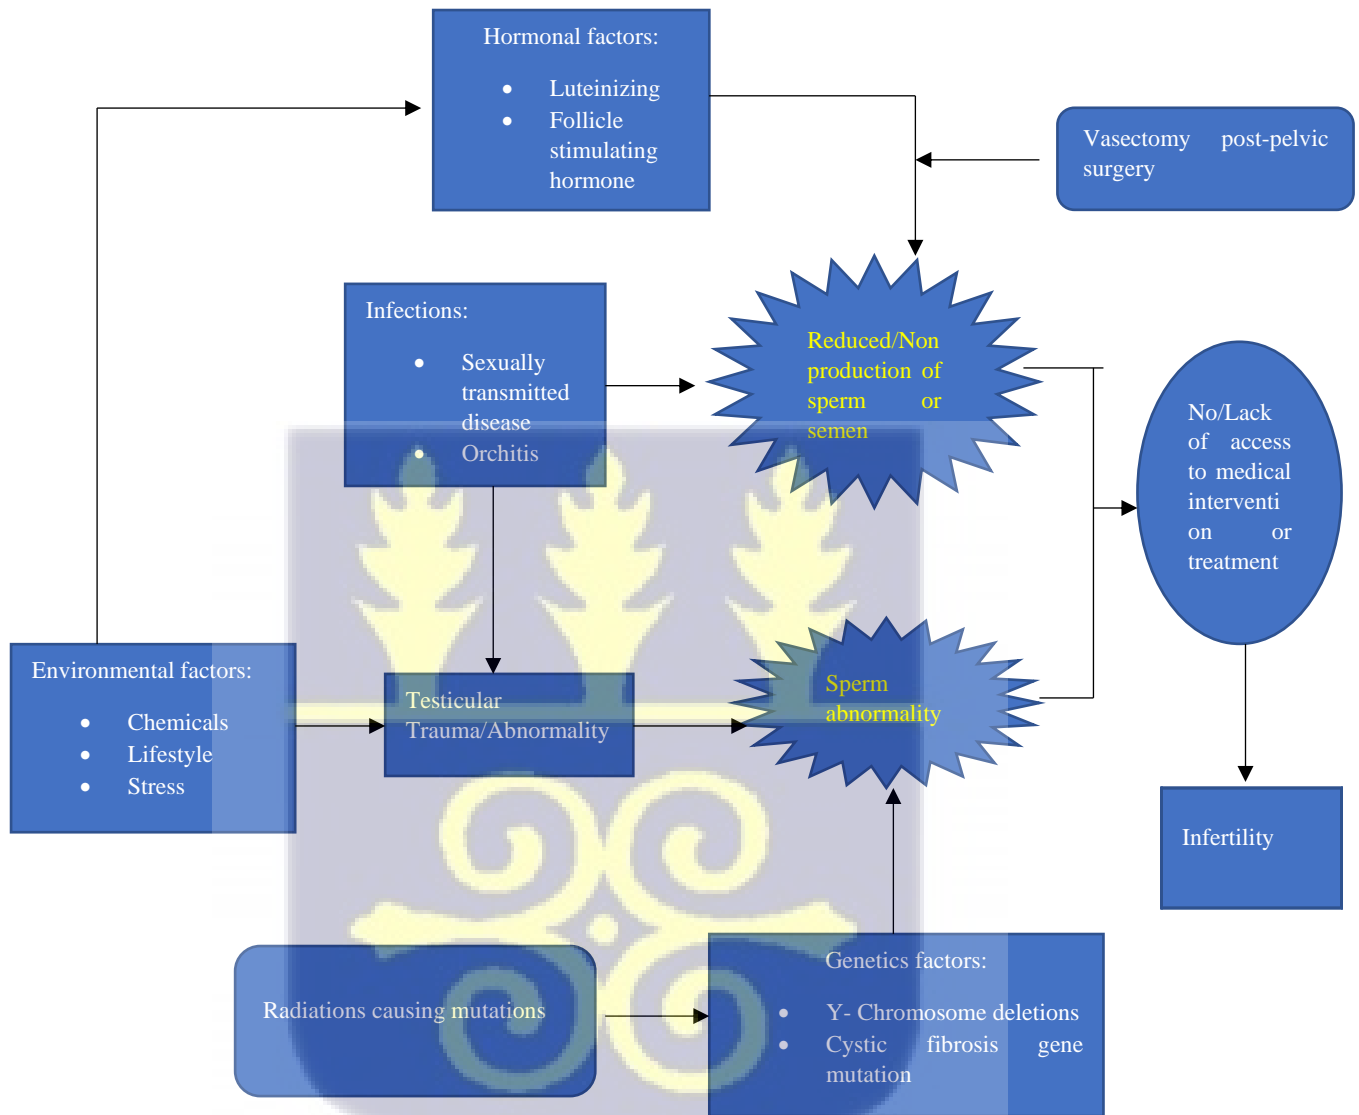 Hormonal factors:
• Luteinizing
• Follicle
stimulating
hormone
Vasectomy post-pelvic
surgery
Infections:
• Sexually
transmitted
disease
• Orchitis
Reduced/Non
production of
sperm or
semen
No/Lack
of access
to medical
interventi
on or
treatment
Environmental factors:
• Chemicals
• Lifestyle
• Stress
Testicular
Trauma/Abnormality
Sperm
abnormality
Infertility
Radiations causing mutations
Genetics factors:
• Y- Chromosome deletions
• Cystic fibrosis gene
mutation